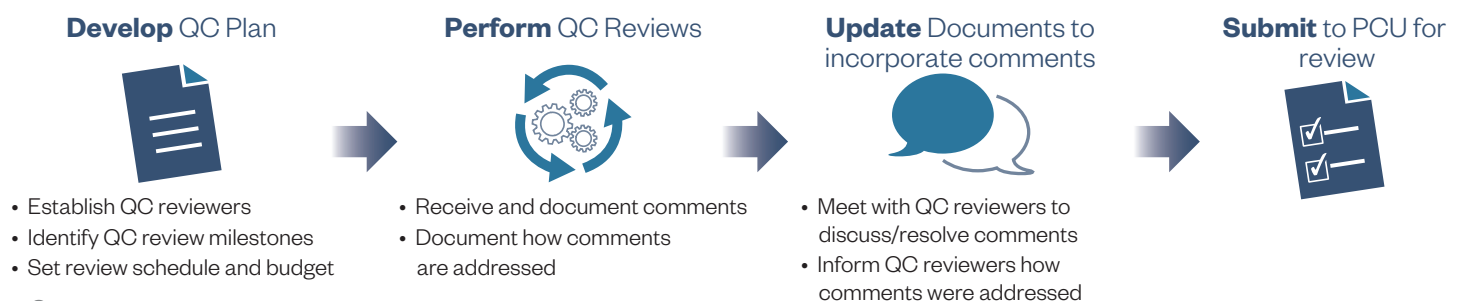 Develop QC Plan
• Establish QC reviewers
• Identify QC review milestones
• Set review schedule and budget
Perform QC Reviews
• Receive and document comments
• Document how comments
are addressed
Update Documents to
incorporate comments
• Meet with QC reviewers to
discuss/resolve comments
• Inform QC reviewers how
comments were addressed
Submit to PCU for
review